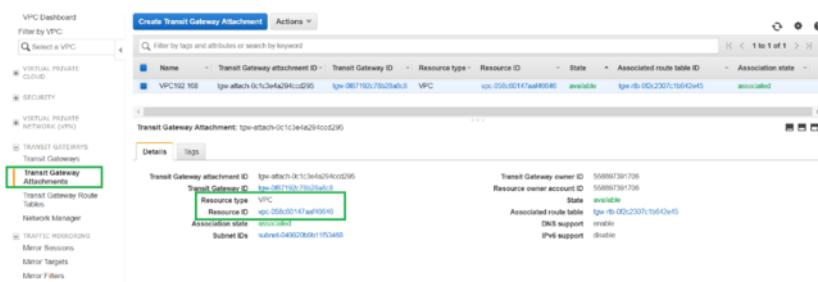 VPC Dashboard
Filter by VPC:
Select a VPC
VIRTUAL PRIVATE
CLOUD
SECURITY
VIRTUAL PRIVATE
NETWORK (VPN)
TRANSIT GATEWAYS
Transit Gateways
Transit Gateway
Attachments
Transit Gateway Route
Tables
Network Manager
TRAFFIC MIRRORING
Mirror Sessions
Mirror Targets
Mirror Filters
Create Transit Gateway Attachment Actions
Filter by tags and attributes or search by keyword
1 to 1 of 1
Name Transit Gateway attachment ID Transit Gateway ID Resource type Resource ID State Associated route table ID Association state
VPC192 168 tgw-attach-0c1c3e4a294ccd295 VPC available associated
Transit Gateway Attachment: tgw-attach-0c1c3e4a294ccd295
Details Tags
Transit Gateway attachment ID tgw-attach-0c1c3e4a294ccd295
Transit Gateway ID
Resource type VPC
Resource ID
Association state associated
Subnet IDs
Transit Gateway owner ID 558897391706
Resource owner account ID 558897391706
State available
Associated route table
DNS support enable
IPv6 support disable